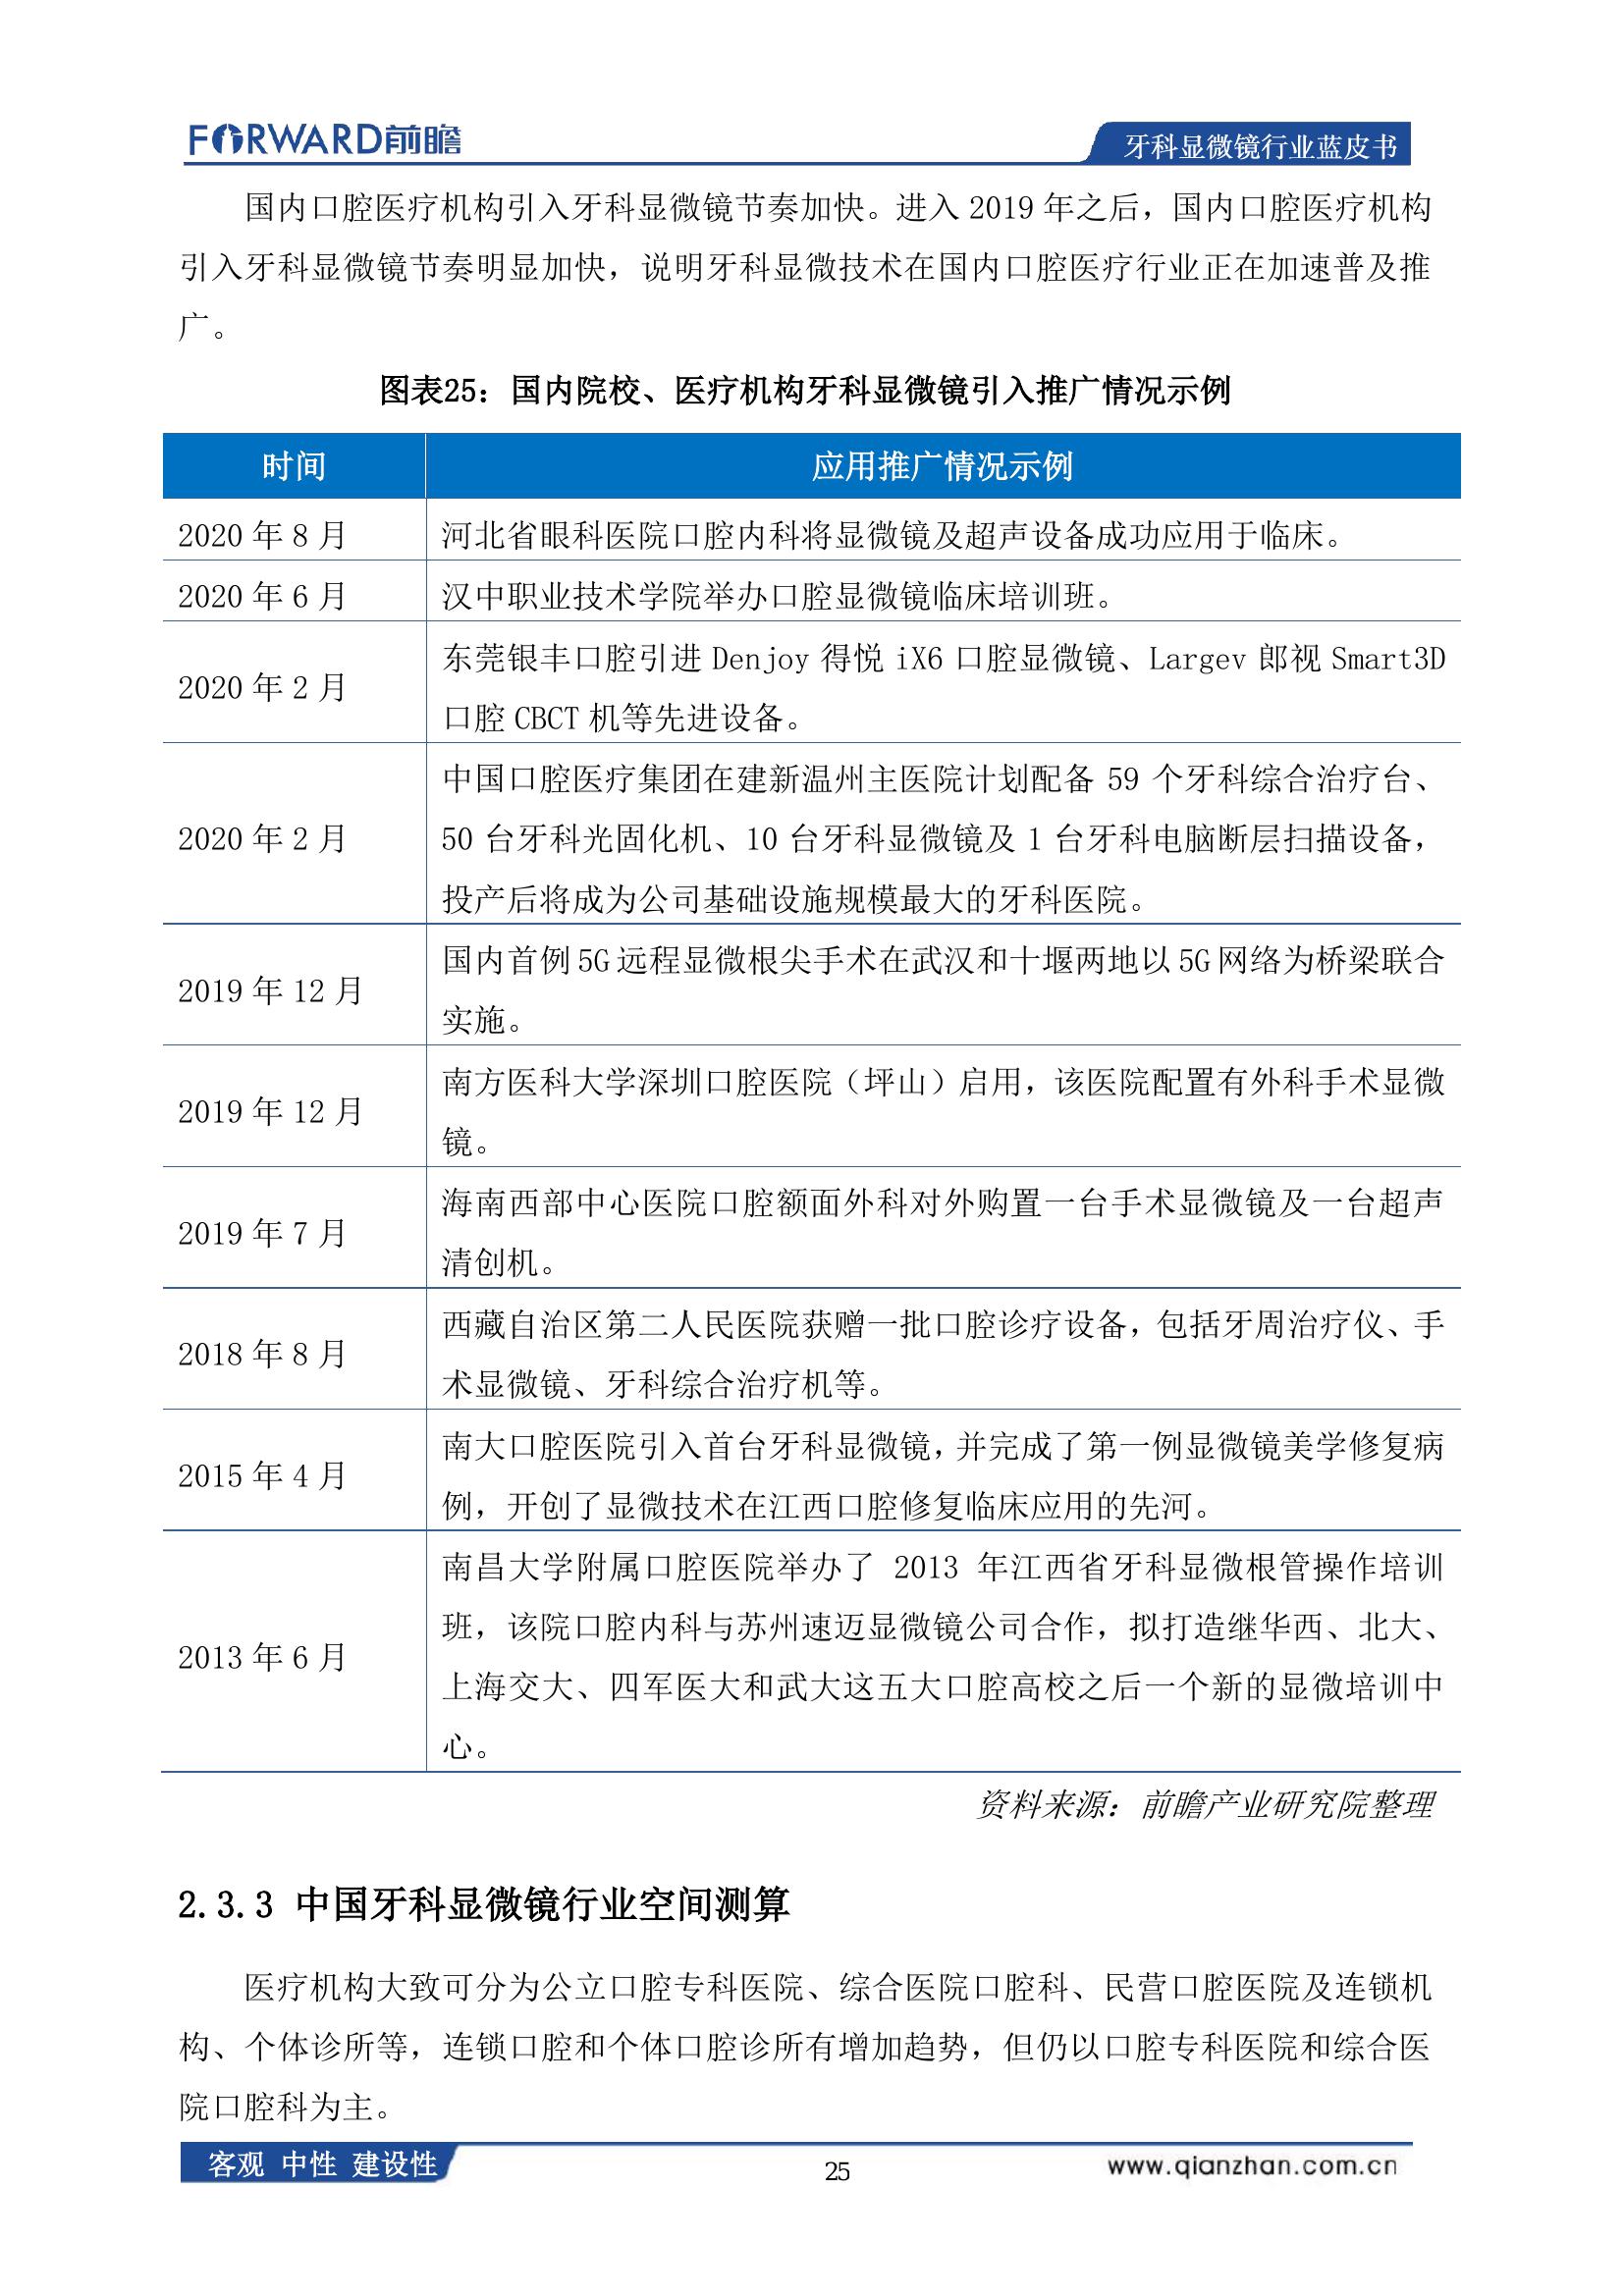 FORWARD前瞻
牙科显微镜行业蓝皮书
国内口腔医疗机构引入牙科显微镜节奏加快。进入 2019 年之后，国内口腔医疗机构
引入牙科显微镜节奏明显加快，说明牙科显微技术在国内口腔医疗行业正在加速普及推
广。
图表25：国内院校、医疗机构牙科显微镜引入推广情况示例
时间
应用推广情况示例
2020 年 8 月
河北省眼科医院口腔内科将显微镜及超声设备成功应用于临床。
2020 年 6 月
汉中职业技术学院举办口腔显微镜临床培训班。
2020 年 2 月
东莞银丰口腔引进 Denjoy 得悦 iX6 口腔显微镜、Largev 郎视 Smart3D
口腔 CBCT 机等先进设备。
2020 年 2 月
中国口腔医疗集团在建新温州主医院计划配备 59 个牙科综合治疗台、
50 台牙科光固化机、10 台牙科显微镜及 1 台牙科电脑断层扫描设备，
投产后将成为公司基础设施规模最大的牙科医院。
2019 年 12 月
国内首例 5G 远程显微根尖手术在武汉和十堰两地以 5G 网络为桥梁联合
实施。
2019 年 12 月
南方医科大学深圳口腔医院（坪山）启用，该医院配置有外科手术显微
镜。
2019 年 7 月
海南西部中心医院口腔额面外科对外购置一台手术显微镜及一台超声
清创机。
2018 年 8 月
西藏自治区第二人民医院获赠一批口腔诊疗设备，包括牙周治疗仪、手
术显微镜、牙科综合治疗机等。
2015 年 4 月
南大口腔医院引入首台牙科显微镜，并完成了第一例显微镜美学修复病
例，开创了显微技术在江西口腔修复临床应用的先河。
2013 年 6 月
南昌大学附属口腔医院举办了 2013 年江西省牙科显微根管操作培训
班，该院口腔内科与苏州速迈显微镜公司合作，拟打造继华西、北大、
上海交大、四军医大和武大这五大口腔高校之后一个新的显微培训中
心。
资料来源：前瞻产业研究院整理
2.3.3 中国牙科显微镜行业空间测算
医疗机构大致可分为公立口腔专科医院、综合医院口腔科、民营口腔医院及连锁机
构、个体诊所等，连锁口腔和个体口腔诊所有增加趋势，但仍以口腔专科医院和综合医
院口腔科为主。
客观 中性 建设性
25
www.qianzhan.com.cn